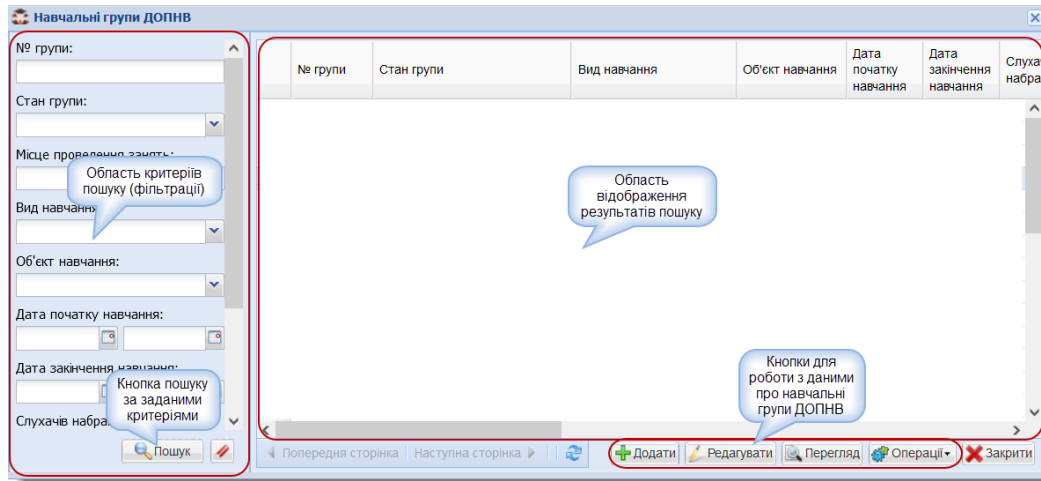 Навчальні групи ДОПНВ
№ групи:
Стан групи:
Місце проведення занять:
Область критеріїв
пошуку (фільтрації)
Вид навчання
Об'єкт навчання:
Дата початку навчання:
Дата закінчення навчання:
Кнопка пошуку
за заданими
критеріями
Слухачів
Пошук
№ групи
Стан групи
Вид навчання
Об'єкт навчання
Дата
початку
навчання
Дата
закінчення
навчання
Слухач
набра
Область
відображення
результатів пошуку
Кнопки для
роботи з даними
про навчальні
групи ДОПНВ
Попередня сторінка
Наступна сторінка
Додати
Редагувати
Перегляд
Операції
Закрити